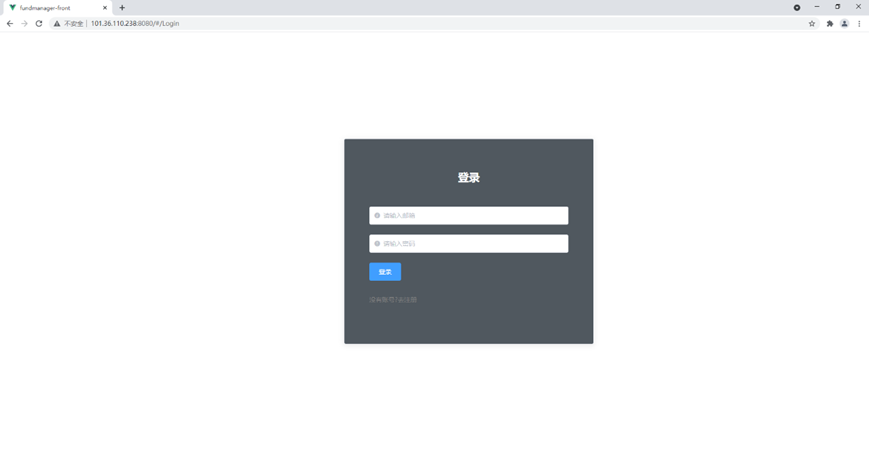 fundmanager-front
不安全 | 101.36.110.238:8080/#/Login
登录
请输入邮箱
请输入密码
登录
没有账号?去注册